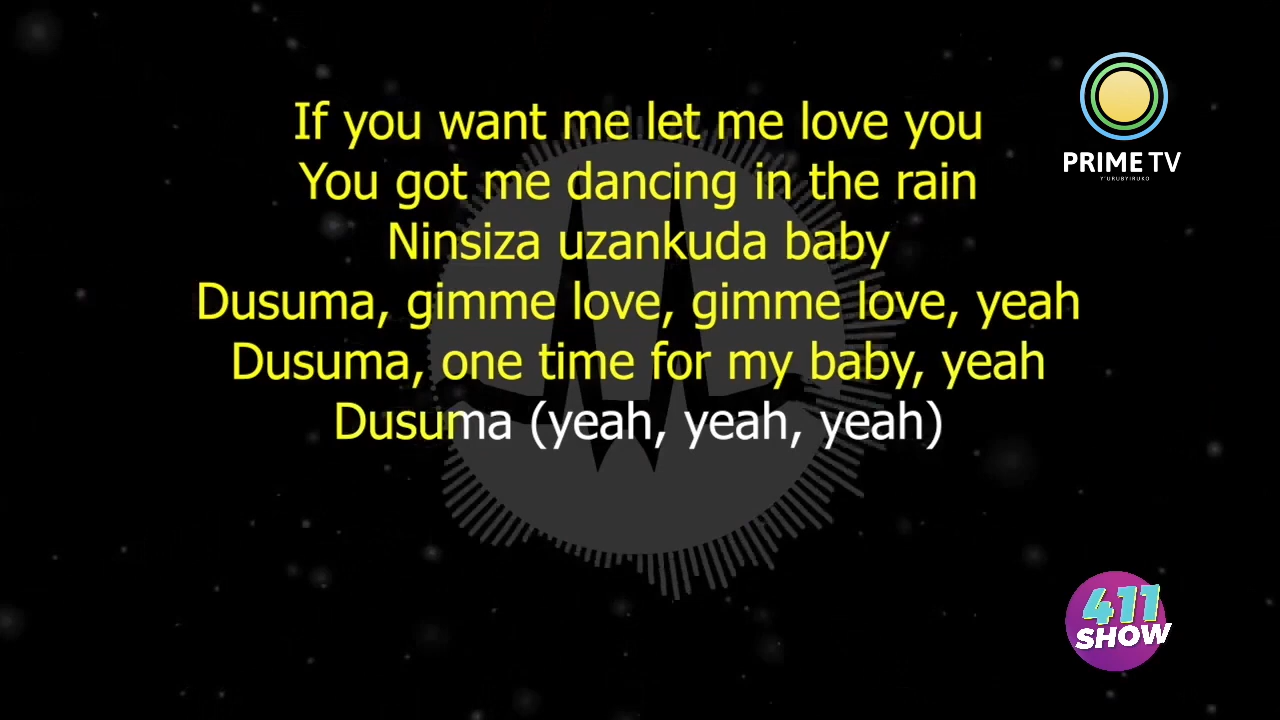 If you want me let me love you
You got me dancing in the rain
Ninsiza uzankuda baby
Dusuma, gimme love, gimme love, yeah
Dusuma, one time for my baby, yeah
Dusuma (yeah, yeah, yeah)
PRIME TV
Y'URUBYIRUKO
411
SHOW